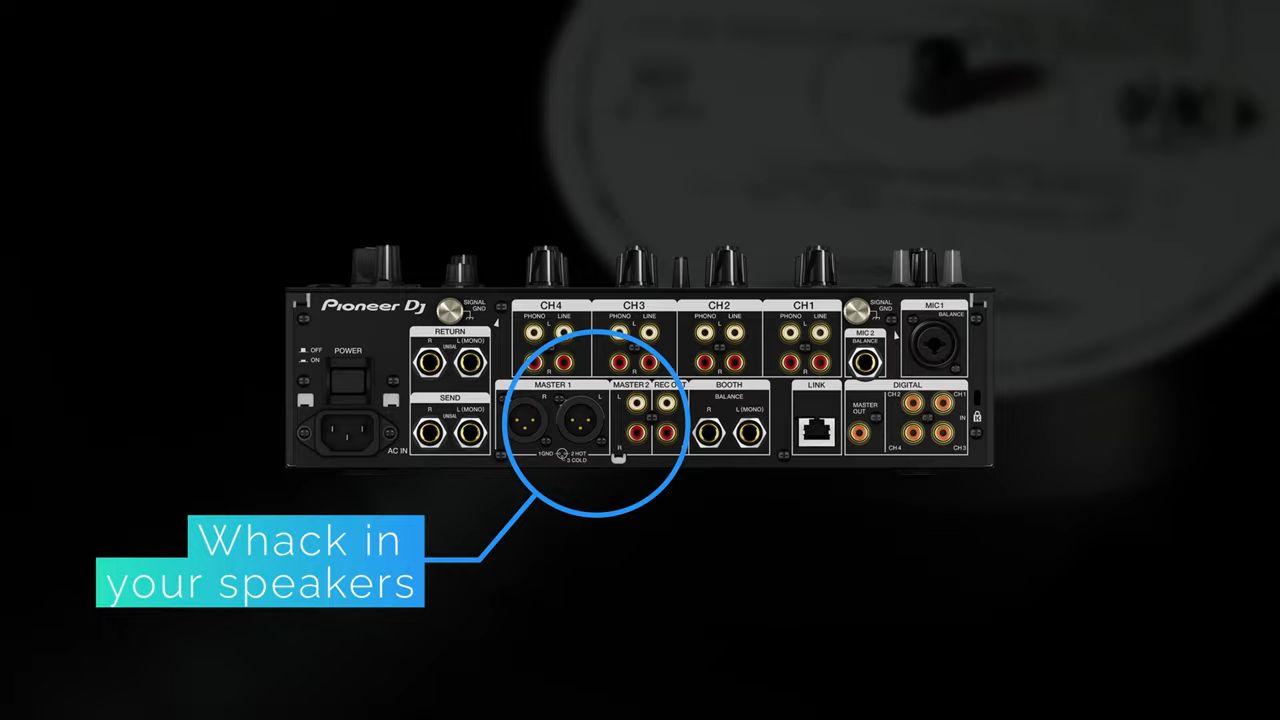 Pioneer Dj
SIGNAL
GND
CH4
CH3
CH2
CH1
SIGNAL
GND
MIC1
BALANCE
PHONO LINE
PHONO LINE
PHONO LINE
PHONO LINE
L
L
L
L
R
R
R
R
RETURN
R
UNBAL
L (MONO)
MIC 2
BALANCE
OFF
ON
POWER
AC IN
SEND
R
UNBAL
L (MONO)
MASTER 1
R
L
1GND
2 HOT
3 COLD
MASTER 2
L
R
REC OUT
BOOTH
BALANCE
R
L (MONO)
LINK
DIGITAL
MASTER
OUT
CH2
CH1
IN
CH4
CH3
K
Whack in
your speakers